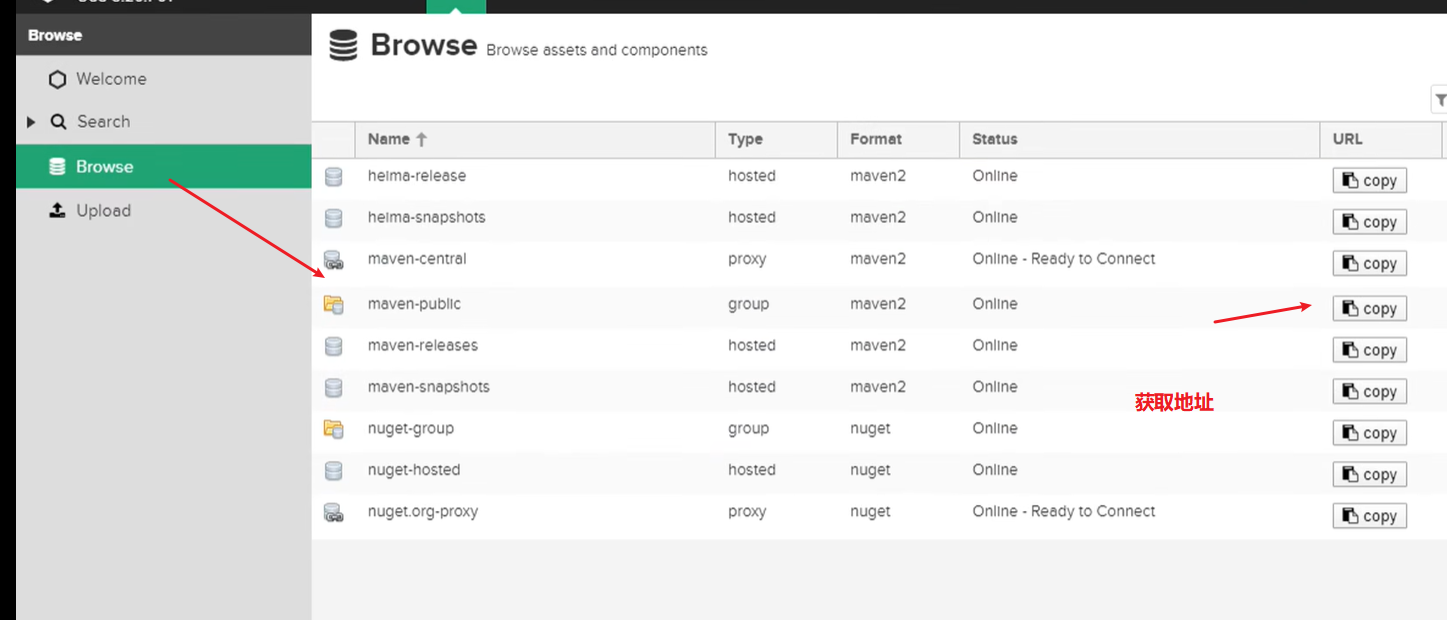 Browse
Welcome
Search
Browse
Upload
Browse Browse assets and components
Name Type Format Status URL
helma-release hosted maven2 Online copy
helma-snapshots hosted maven2 Online copy
maven-central proxy maven2 Online - Ready to Connect copy
maven-public group maven2 Online copy
maven-releases hosted maven2 Online copy
maven-snapshots hosted maven2 Online copy
获取地址
nuget-group group nuget Online copy
nuget-hosted hosted nuget Online copy
nuget.org-proxy proxy nuget Online - Ready to Connect copy